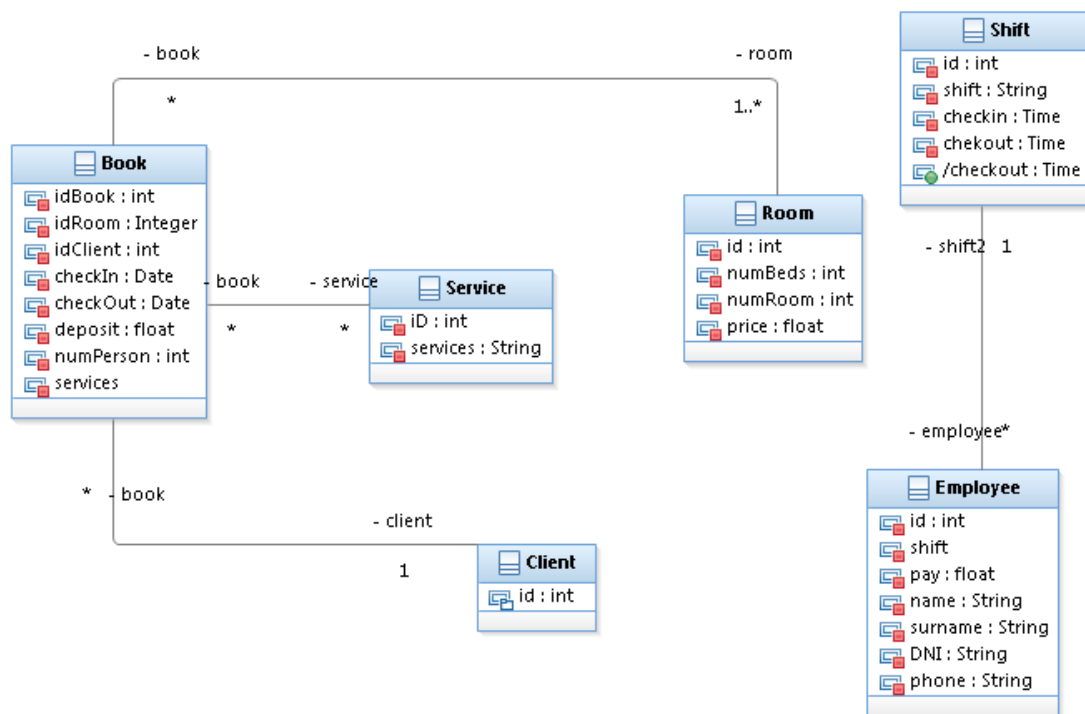 - book
- room
*
1..*
Shift
id : int
shift : String
checkin : Time
chekout : Time
/checkout : Time
Book
idBook : int
idRoom : Integer
idClient : int
checkIn : Date
checkOut : Date
deposit : float
numPerson : int
services
- book
- service
*
*
Service
iD : int
services : String
Room
id : int
numBeds : int
numRoom : int
price : float
- shift2 1
- employee*
* - book
- client
1
Client
id : int
Employee
id : int
shift
pay : float
name : String
surname : String
DNI : String
phone : String